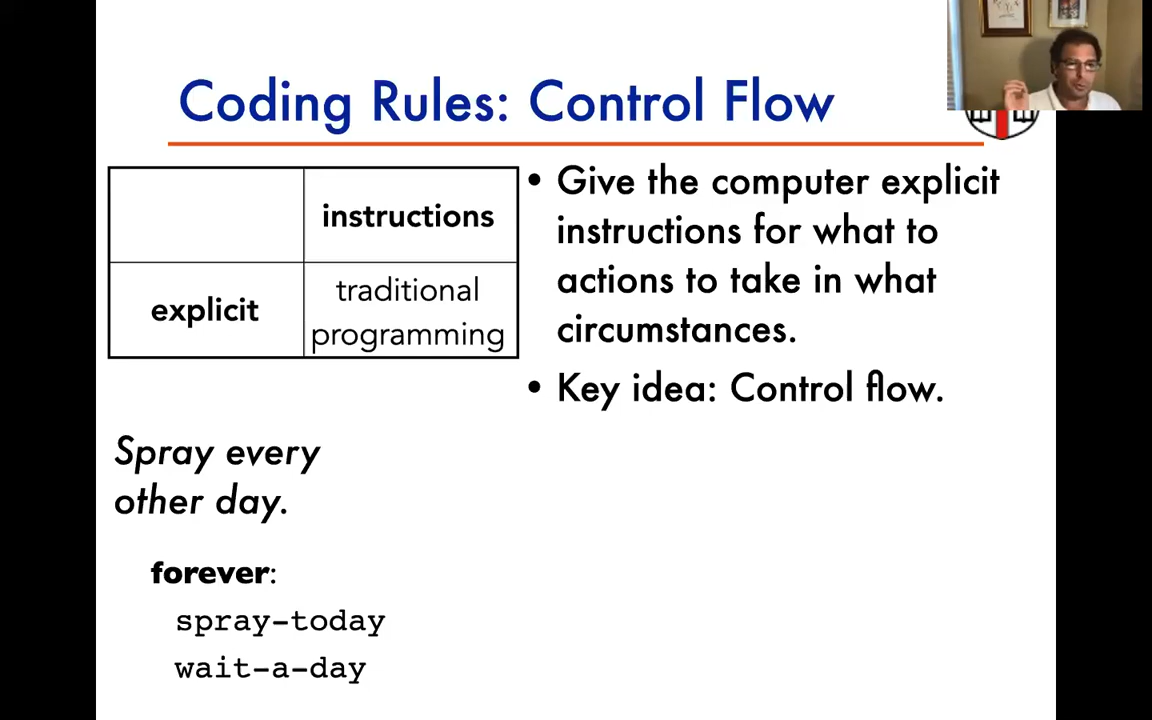 Coding Rules: Control Flow
instructions
explicit
traditional
programming
• Give the computer explicit
instructions for what to
actions to take in what
circumstances.
• Key idea: Control flow.
Spray every
other day.
forever:
spray-today
wait-a-day